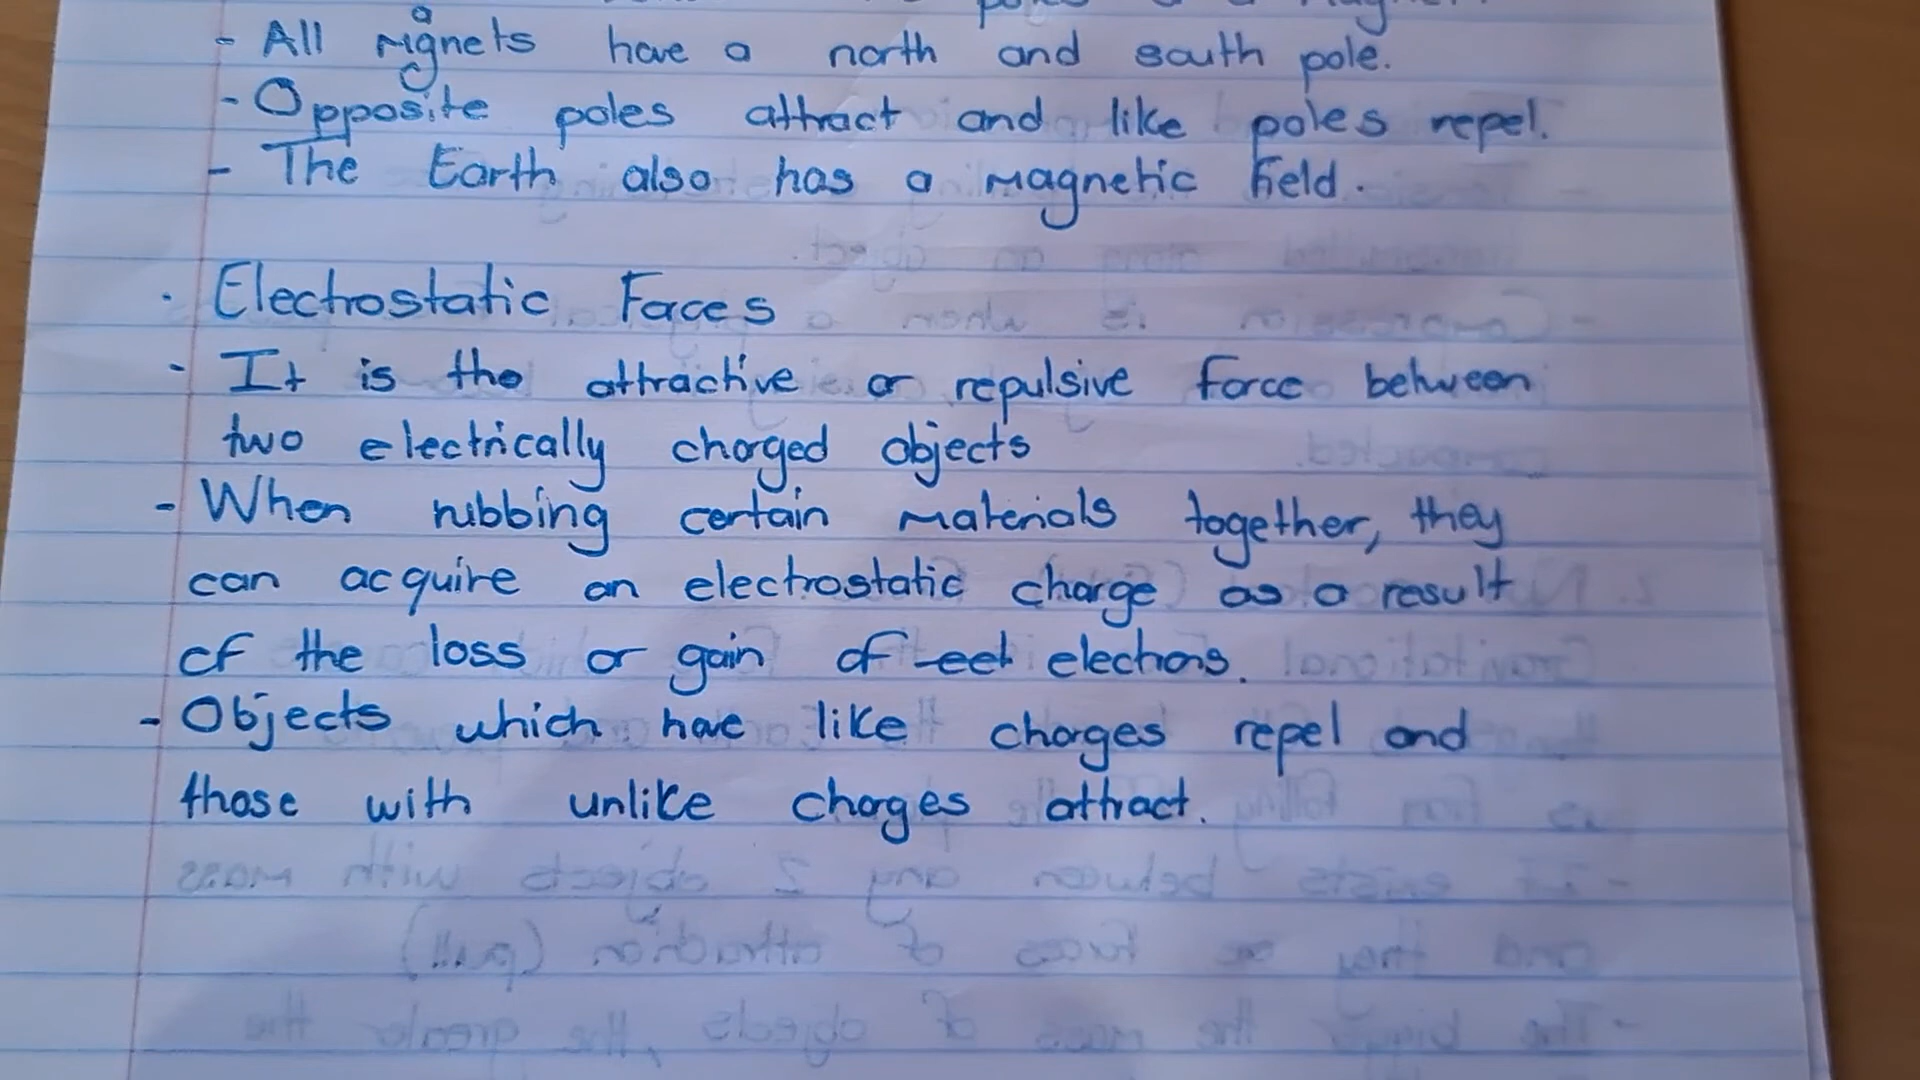 - All magnets have a north and south pole.
- Opposite poles attract and like poles repel.
- The Earth also has a magnetic field.
· Electrostatic Forces
- It is the attractive or repulsive force between
two electrically charged objects
- When rubbing certain materials together, they
can acquire an electrostatic charge as a result
of the loss or gain of eet electrons.
- Objects which have like charges repel and
those with unlike charges attract.